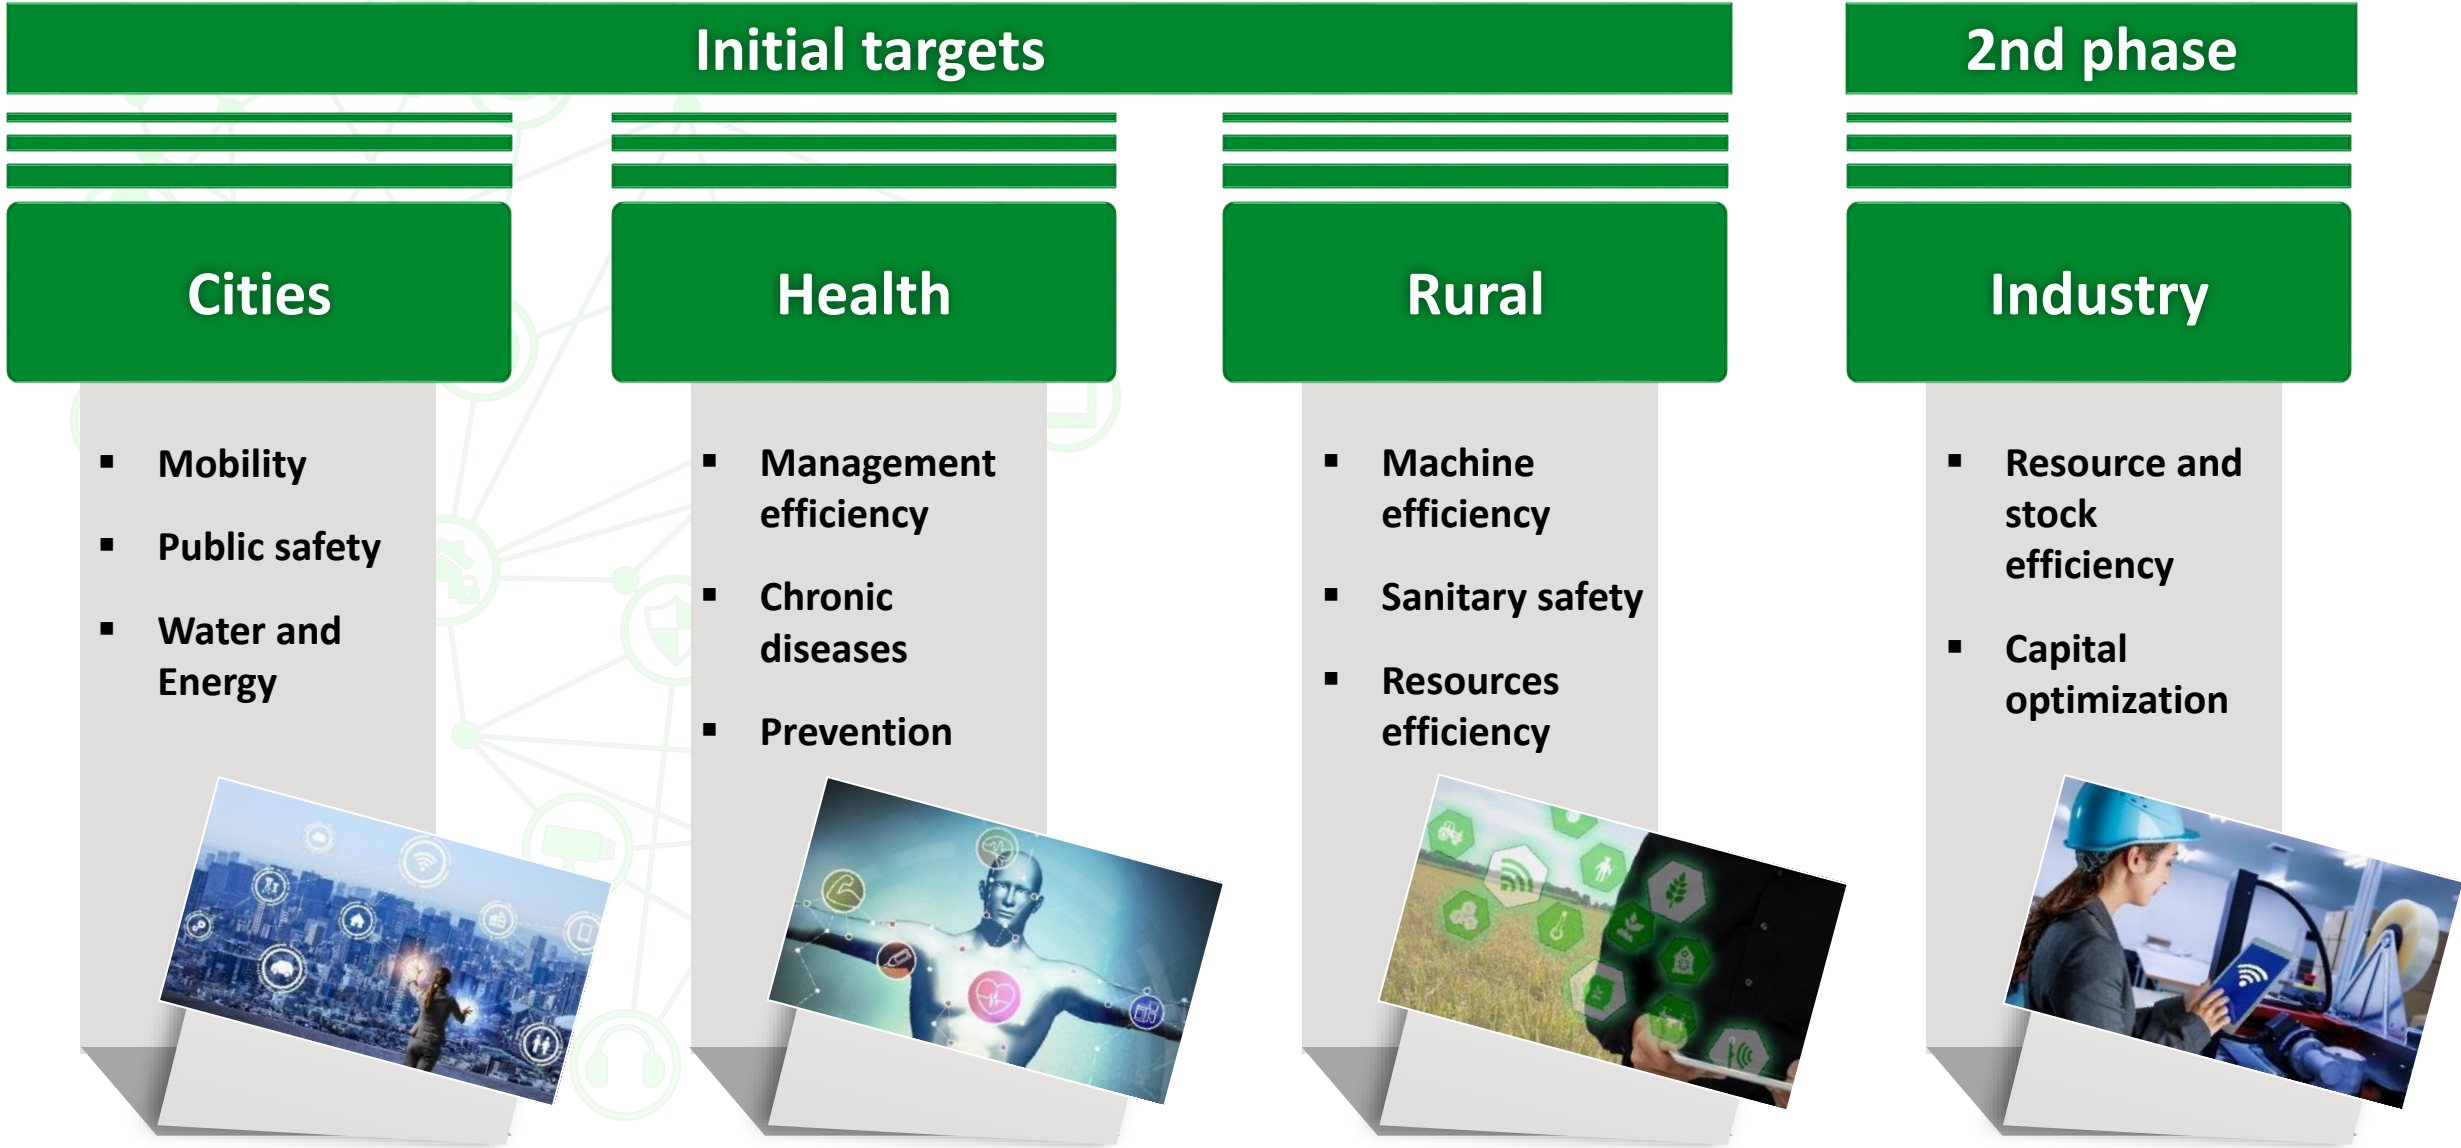 Initial targets
2nd phase
Cities
Health
Rural
Industry
▪ Mobility
▪ Public safety
▪ Water and
Energy
▪ Management
efficiency
▪ Chronic
diseases
▪ Prevention
▪ Machine
efficiency
▪ Sanitary safety
▪ Resources
efficiency
▪ Resource and
stock
efficiency
▪ Capital
optimization